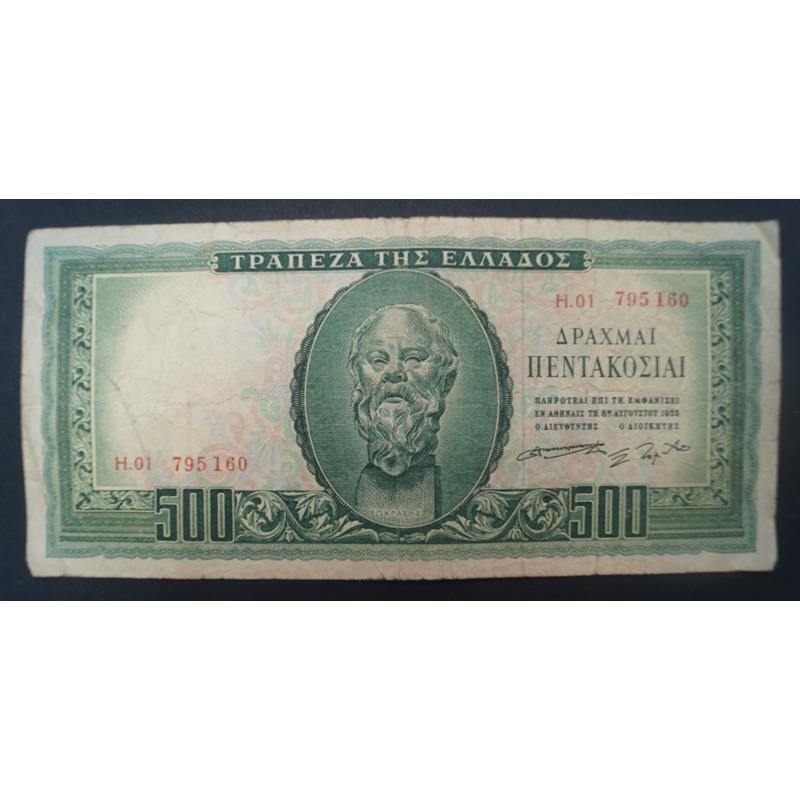 ΤΡΑΠΕΖΑ ΤΗΣ ΕΛΛΑΔΟΣ
Η.01 795160
ΔΡΑΧΜΑΙ
ΠΕΝΤΑΚΟΣΙΑΙ
ΠΛΗΡΩΤΕΑΙ ΕΠΙ ΤΗ ΕΜΦΑΝΙΣΕΙ
ΕΝ ΑΘΗΝΑΙΣ ΤΗ 8ῃ ΑΥΓΟΥΣΤΟΥ 1955
Ο ΔΙΕΥΘΥΝΤΗΣ Ο ΔΙΟΙΚΗΤΗΣ
Η.01 795160
ΣΩΚΡΑΤΗΣ
500 500